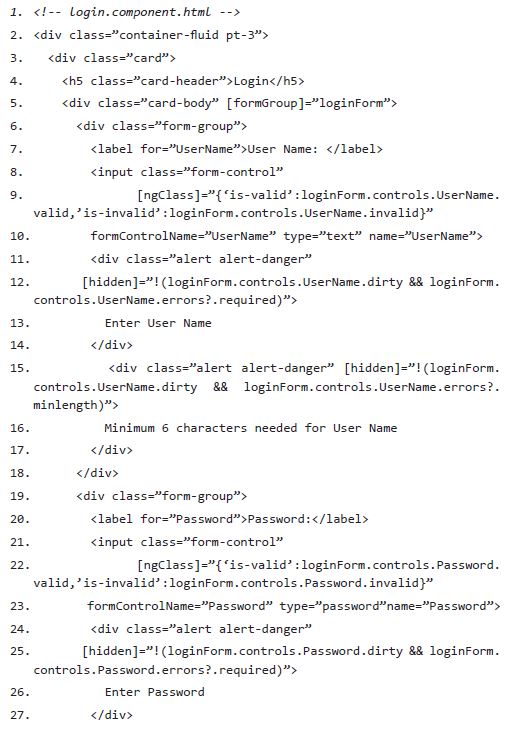 1. <!-- login.component.html -->
2. <div class=”container-fluid pt-3”>
3. <div class=”card”>
4. <h5 class=”card-header”>Login</h5>
5. <div class=”card-body” [formGroup]=”loginForm”>
6. <div class=”form-group”>
7. <label for=”UserName”>User Name: </label>
8. <input class=”form-control”
9. [ngClass]=”{‘is-valid’:loginForm.controls.UserName.
valid,’is-invalid’:loginForm.controls.UserName.invalid}”
10. formControlName=”UserName” type=”text” name=”UserName”>
11. <div class=”alert alert-danger”
12. [hidden]=”!(loginForm.controls.UserName.dirty && loginForm.
controls.UserName.errors?.required)”>
13. Enter User Name
14. </div>
15. <div class=”alert alert-danger” [hidden]=”!(loginForm.
controls.UserName.dirty && loginForm.controls.UserName.errors?.
minlength)”>
16. Minimum 6 characters needed for User Name
17. </div>
18. </div>
19. <div class=”form-group”>
20. <label for=”Password”>Password:</label>
21. <input class=”form-control”
22. [ngClass]=”{‘is-valid’:loginForm.controls.Password.
valid,’is-invalid’:loginForm.controls.Password.invalid}”
23. formControlName=”Password” type=”password”name=”Password”>
24. <div class=”alert alert-danger”
25. [hidden]=”!(loginForm.controls.Password.dirty && loginForm.
controls.Password.errors?.required)”>
26. Enter Password
27. </div>